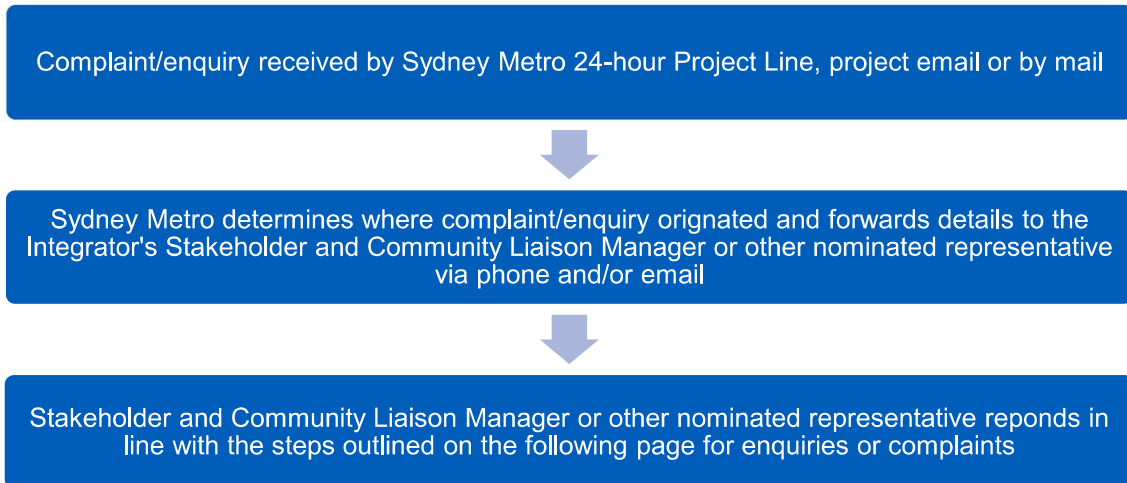 Complaint/enquiry received by Sydney Metro 24-hour Project Line, project email or by mail
Sydney Metro determines where complaint/enquiry orignated and forwards details to the
Integrator's Stakeholder and Community Liaison Manager or other nominated representative
via phone and/or email
Stakeholder and Community Liaison Manager or other nominated representative reponds in
line with the steps outlined on the following page for enquiries or complaints